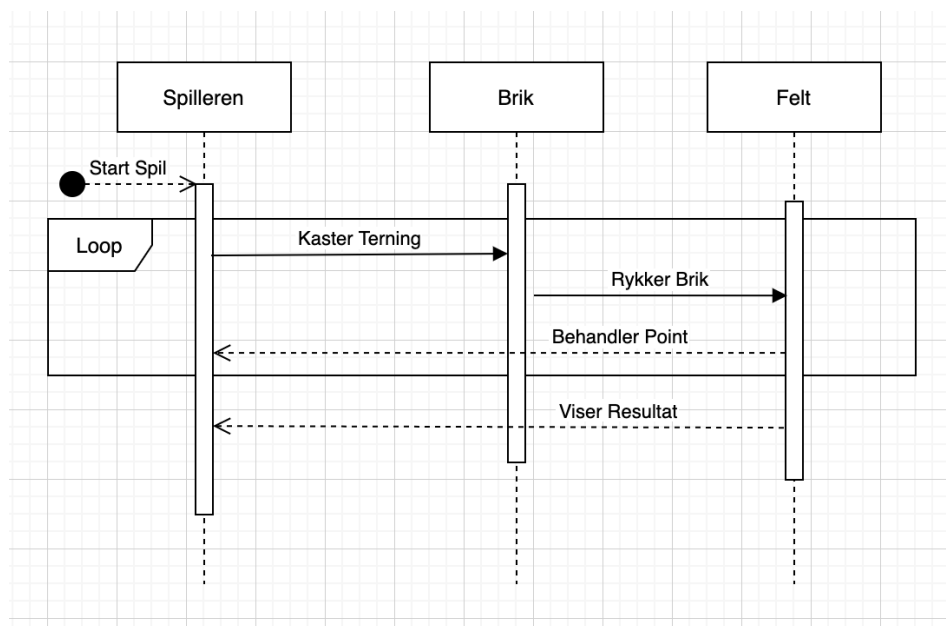 Spilleren
Brik
Felt
Start Spil
Loop
Kaster Terning
Rykker Brik
Behandler Point
Viser Resultat